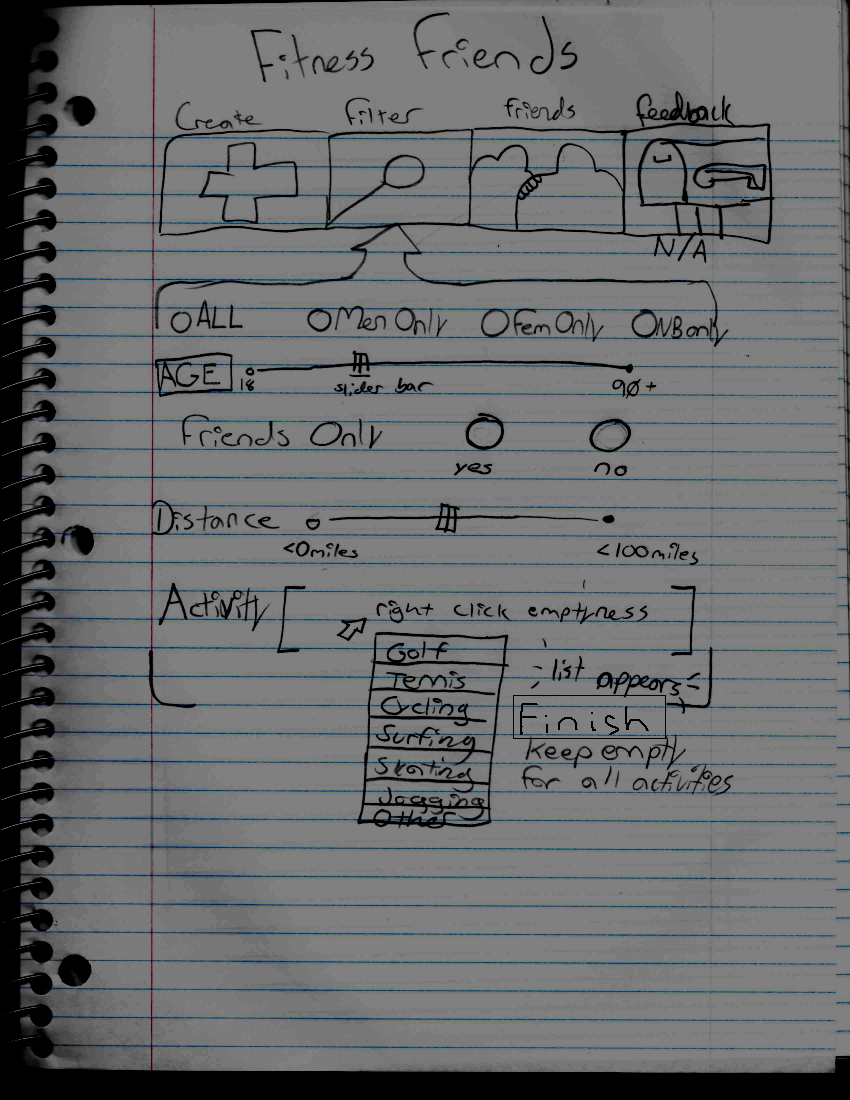 Fitness Friends
Create Filter friends feedback
N/A
ALL Men Only Fem Only NB only
AGE 18 slider bar 90+
Friends Only
yes no
Distance
<0miles <100miles
Activity right click emptyness
Golf
list appears
Tennis
Cycling
Finish
Surfing
keep empty
Skating
for all activities
Jogging
Other